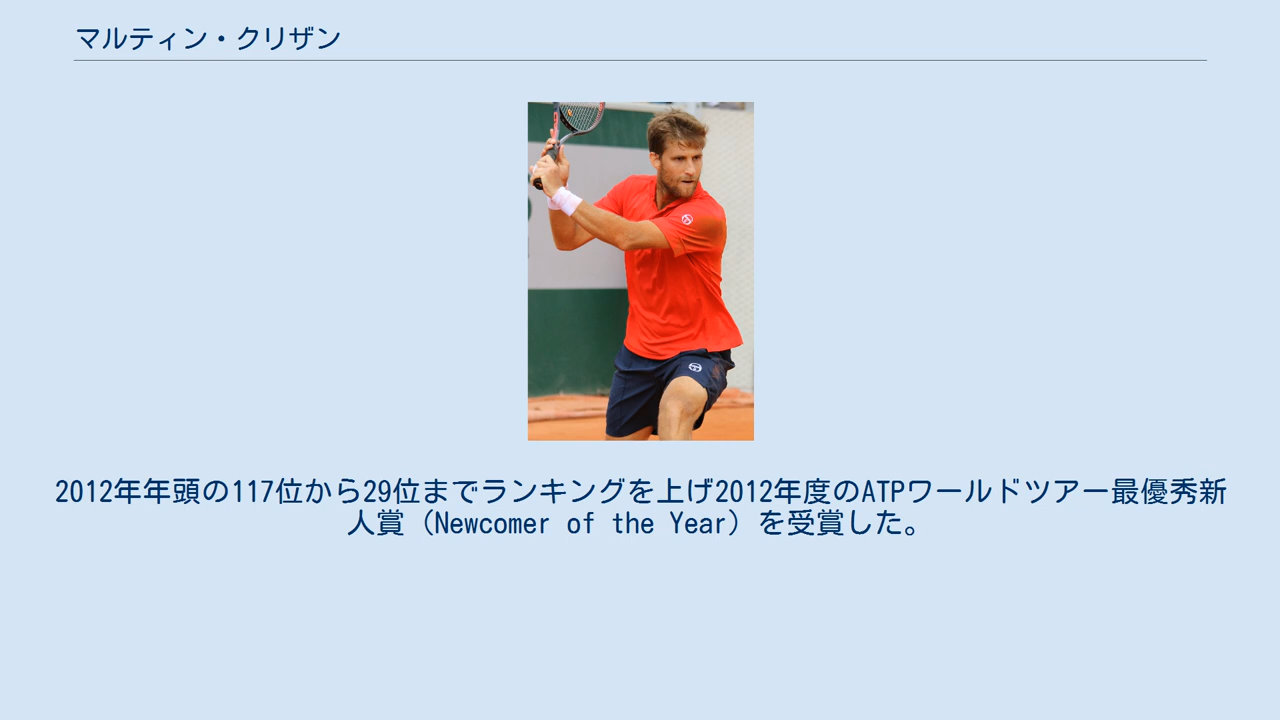 マルティン・クリザン
2012年年頭の117位から29位までランキングを上げ2012年度のATPワールドツアー最優秀新
人賞（Newcomer of the Year）を受賞した。